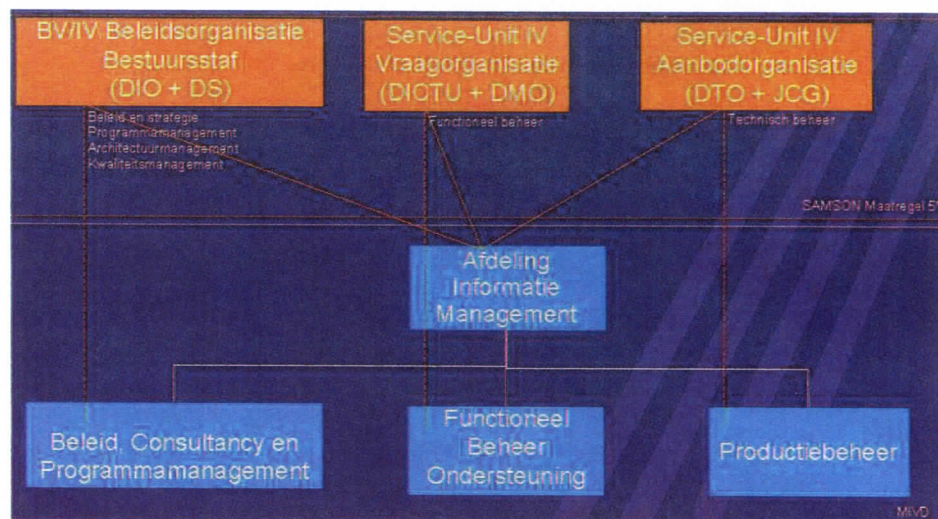 BV/IV Beleidsorganisatie
Bestuursstaf
(DIO + DS)
Service-Unit IV
Vraagorganisatie
(DIOTU + DMO)
Service-Unit IV
Aanbodorganisatie
(DTO + JCG)
Beleid en strategie
Programmamanagement
Architectuurmanagement
Kwaliteitsmanagement
Functioneel beheer
Technisch beheer
SAMSON Maatregel
Afdeling
Informatie
Management
Beleid, Consultancy en
Programmamanagement
Functioneel
Beheer
Ondersteuning
Productiebeheer
MIVD